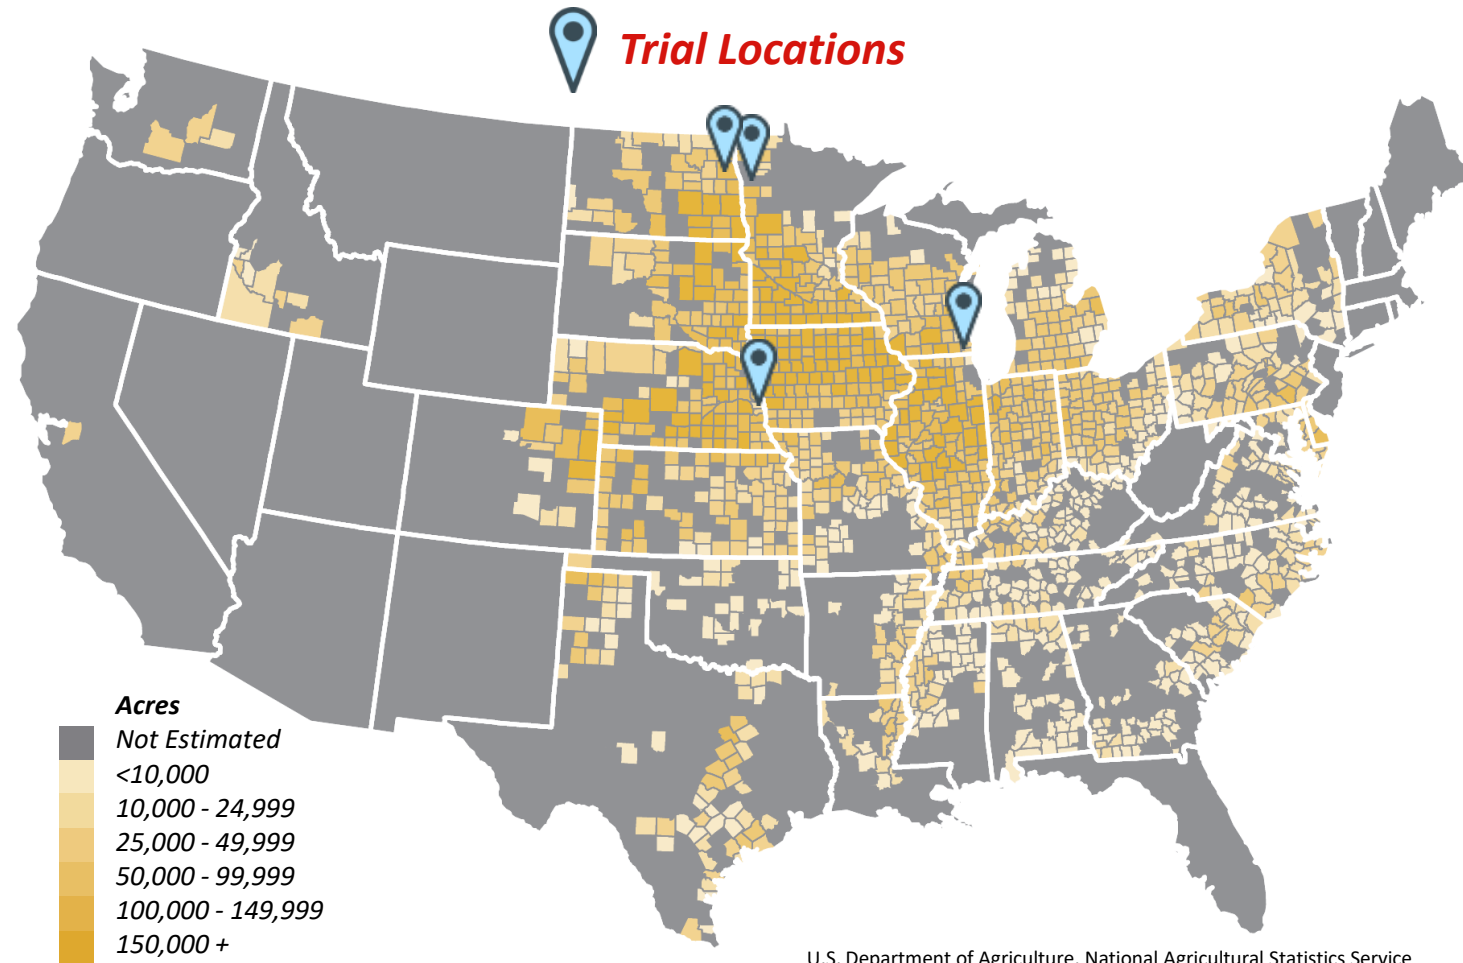 Trial Locations
Acres
Not Estimated
<10,000
10,000 - 24,999
25,000 - 49,999
50,000 - 99,999
100,000 - 149,999
150,000 +
U.S. Department of Agriculture, National Agricultural Statistics Service